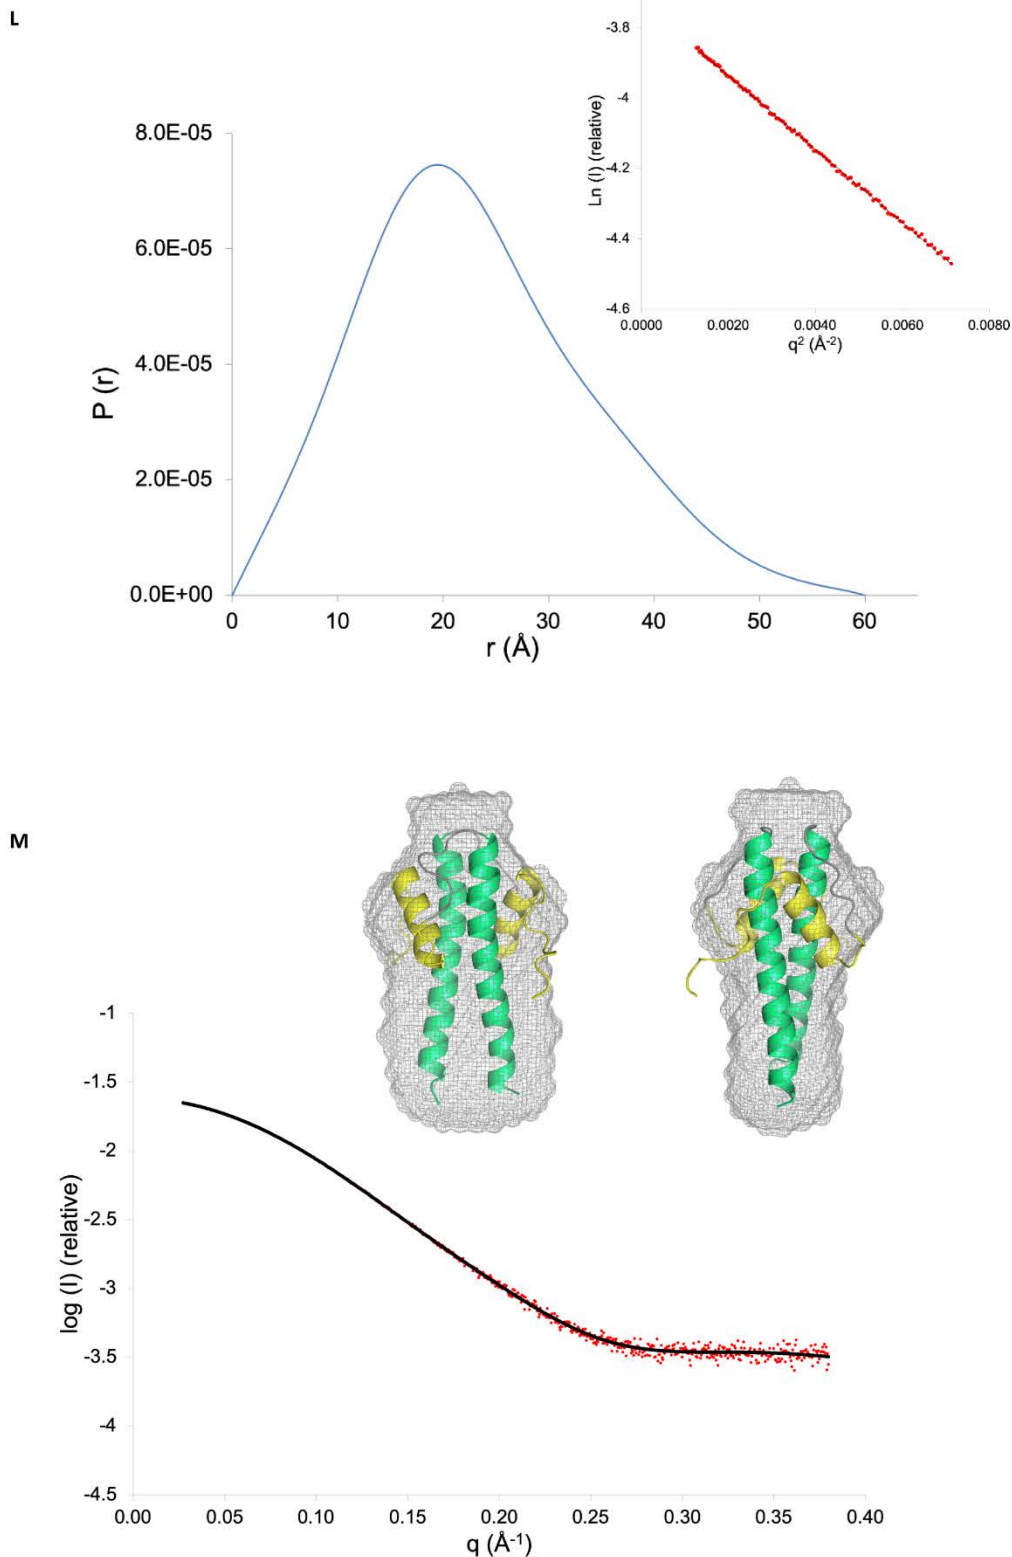 L
-3.8
-4
-4.2
-4.4
-4.6
Ln (I) (relative)
0.0000 0.0020 0.0040 0.0060 0.0080
q² (Å⁻²)
8.0E-05
6.0E-05
4.0E-05
2.0E-05
0.0E+00
P (r)
0 10 20 30 40 50 60
r (Å)
M
-1
-1.5
-2
-2.5
-3
-3.5
-4
-4.5
log (I) (relative)
0.00 0.05 0.10 0.15 0.20 0.25 0.30 0.35 0.40
q (Å⁻¹)